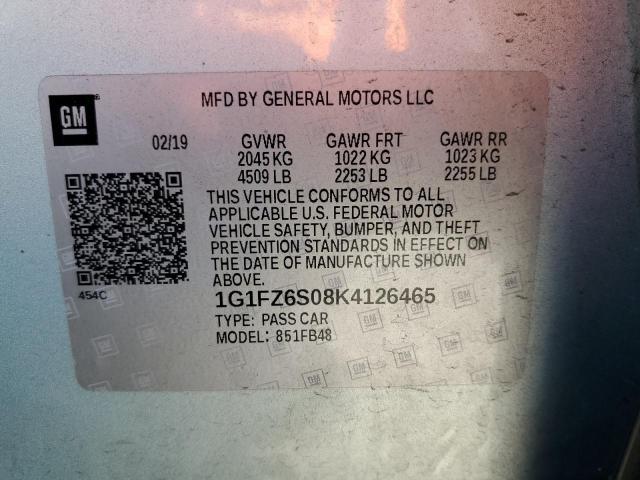 GM
MFD BY GENERAL MOTORS LLC
02/19 GVWR GAWR FRT GAWR RR
2045 KG 1022 KG 1023 KG
4509 LB 2253 LB 2255 LB
THIS VEHICLE CONFORMS TO ALL
APPLICABLE U.S. FEDERAL MOTOR
VEHICLE SAFETY, BUMPER, AND THEFT
PREVENTION STANDARDS IN EFFECT ON
THE DATE OF MANUFACTURE SHOWN
ABOVE.
454C
1G1FZ6S08K4126465
TYPE: PASS CAR
MODEL: 851FB48